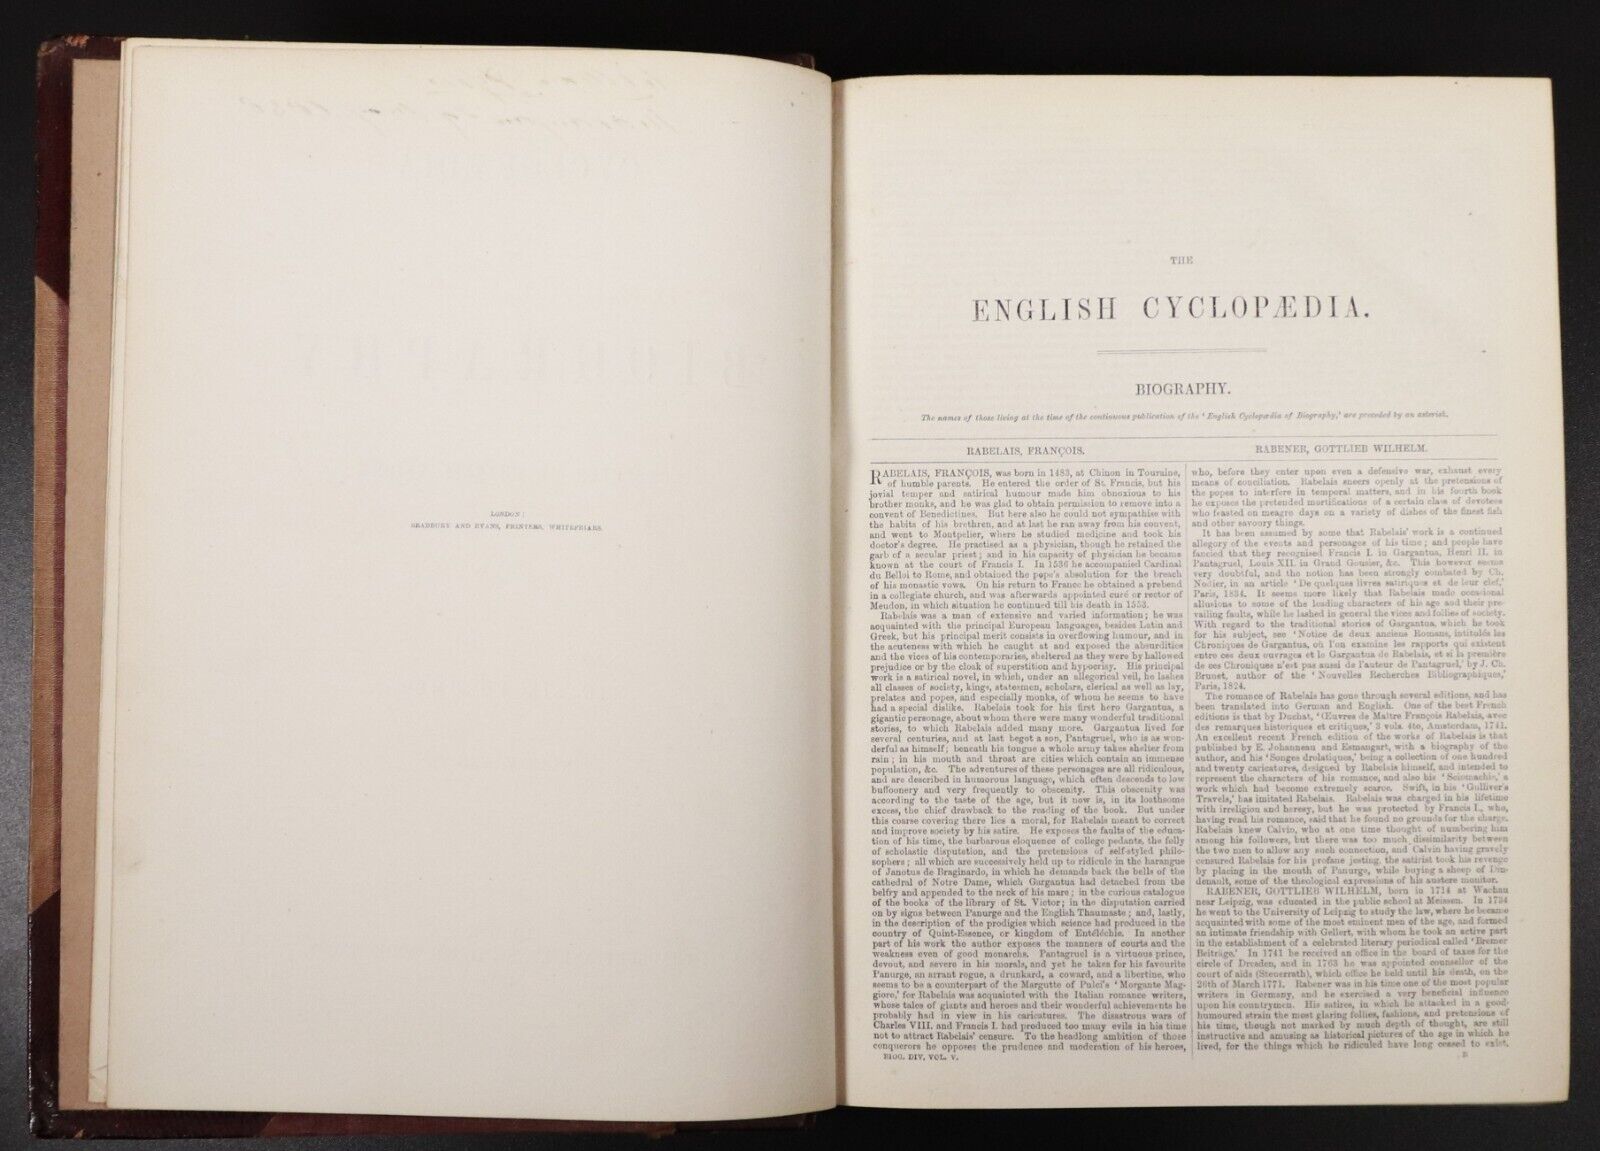 LONDON:
BRADBURY AND EVANS, PRINTERS, WHITEFRIARS.
THE
ENGLISH CYCLOPÆDIA.
BIOGRAPHY.
The names of those living at the time of the continuous publication of the 'English Cyclopædia of Biography,' are preceded by an asterisk.
RABELAIS, FRANÇOIS.
RABENER, GOTTLIEB WILHELM.
RABELAIS, FRANÇOIS, was born in 1483, at Chinon in Touraine,
of humble parents. He entered the order of St. Francis, but his
jovial temper and satirical humour made him obnoxious to his
brother monks, and he was glad to obtain permission to remove into a
convent of Benedictines. But here also he could not sympathise with
the habits of his brethren, and at last he ran away from his convent,
and went to Montpelier, where he studied medicine and took his
doctor's degree. He practised as a physician, though he retained the
garb of a secular priest; and in his capacity of physician he became
known at the court of Francis I. In 1536 he accompanied Cardinal
du Belloi to Rome, and obtained the pope's absolution for the breach
of his monastic vows. On his return to France he obtained a prebend
in a collegiate church, and was afterwards appointed curé or rector of
Meudon, in which situation he continued till his death in 1553.
Rabelais was a man of extensive and varied information; he was
acquainted with the principal European languages, besides Latin and
Greek, but his principal merit consists in overflowing humour, and in
the acuteness with which he caught at and exposed the absurdities
and the vices of his contemporaries, sheltered as they were by hallowed
prejudice or by the cloak of superstition and hypocrisy. His principal
work is a satirical novel, in which, under an allegorical veil, he lashes
all classes of society, kings, statesmen, scholars, clerical as well as lay,
prelates and popes, and especially monks, of whom he seems to have
had a special dislike. Rabelais took for his first hero Gargantua, a
gigantic personage, about whom there were many wonderful traditional
stories, to which Rabelais added many more. Gargantua lived for
several centuries, and at last begot a son, Pantagruel, who is as won-
derful as himself; beneath his tongue a whole army takes shelter from
rain; in his mouth and throat are cities which contain an immense
population, &c. The adventures of these personages are all ridiculous,
and are described in humorous language, which often descends to low
buffoonery and very frequently to obscenity. This obscenity was
according to the taste of the age, but it now is, in its loathsome
excess, the chief drawback to the reading of the book. But under
this coarse covering there lies a moral, for Rabelais meant to correct
and improve society by his satire. He exposes the faults of the educa-
tion of his time, the barbarous eloquence of college pedants, the folly
of scholastic disputation, and the pretensions of self-styled philo-
sophers; all which are successively held up to ridicule in the harangue
of Janotus de Braginardo, in which he demands back the bells of the
cathedral of Notre Dame, which Gurgantua had detached from the
belfry and appended to the neck of his mare; in the curious catalogue
of the books of the library of St. Victor; in the disputation carried
on by signs between Panurge and the English Thaumaste; and, lastly,
in the description of the prodigies which science had produced in the
country of Quint-Essence, or kingdom of Entéléchie. In another
part of his work the author exposes the manners of courts and the
weakness even of good monarchs. Pantagruel is a virtuous prince,
devout, and severe in his morals, and yet he takes for his favourite
Panurge, an arrant rogue, a drunkard, a coward, and a libertine, who
seems to be a counterpart of the Margutte of Pulci's 'Morgante Mag-
giore,' for Rabelais was acquainted with the Italian romance writers,
whose tales of giants and heroes and their wonderful achievements he
probably had in view in his caricatures. The disastrous wars of
Charles VIII. and Francis I. had produced too many evils in his time
not to attract Rabelais' censure. To the headlong ambition of those
conquerors he opposes the prudence and moderation of his heroes,
BIOG. DIV. VOL. V.
who, before they enter upon even a defensive war, exhaust every
means of conciliation. Rabelais sneers openly at the pretensions of
the popes to interfere in temporal matters, and in his fourth book
he exposes the pretended mortifications of a certain class of devotees
who feasted on meagre days on a variety of dishes of the finest fish
and other savoury things.
It has been assumed by some that Rabelais' work is a continued
allegory of the events and personages of his time; and people have
fancied that they recognised Francis I. in Gargantua, Henri II. in
Pantagruel, Louis XII. in Grand Gousier, &c. This however seems
very doubtful, and the notion has been strongly combated by Ch.
Nodier, in an article 'De quelques livres satiriques et de leur clef,'
Paris, 1834. It seems more likely that Rabelais made occasional
allusions to some of the leading characters of his age and their pre-
vailing faults, while he lashed in general the vices and follies of society.
With regard to the traditional stories of Gargantua, which he took
for his subject, see 'Notice de deux anciens Romans, intitulés les
Chroniques de Gargantua, où l'on examine les rapports qui existent
entre ces deux ouvrages et le Gargantua de Rabelais, et si la première
de ces Chroniques n'est pas aussi de l'auteur de Pantagruel,' by J. Ch.
Brunet, author of the 'Nouvelles Recherches Bibliographiques,'
Paris, 1824.
The romance of Rabelais has gone through several editions, and has
been translated into German and English. One of the best French
editions is that by Duchat, 'Œuvres de Maître François Rabelais, avec
des remarques historiques et critiques,' 3 vols. 4to, Amsterdam, 1741.
An excellent recent French edition of the works of Rabelais is that
published by E. Johanneau and Esmangart, with a biography of the
author, and his 'Songes drolatiques,' being a collection of one hundred
and twenty caricatures, designed by Rabelais himself, and intended to
represent the characters of his romance, and also his 'Sciomachie,' a
work which had become extremely scarce. Swift, in his 'Gulliver's
Travels,' has imitated Rabelais. Rabelais was charged in his lifetime
with irreligion and heresy, but he was protected by Francis I., who,
having read his romance, said that he found no grounds for the charge.
Rabelais knew Calvin, who at one time thought of numbering him
among his followers, but there was too much dissimilarity between
the two men to allow any such connection, and Calvin having gravely
censured Rabelais for his profane jesting, the satirist took his revenge
by placing in the mouth of Panurge, while buying a sheep of Din-
denault, some of the theological expressions of his austere monitor.
RABENER, GOTTLIEB WILHELM, born in 1714 at Wachau
near Leipzig, was educated in the public school at Meissen. In 1734
he went to the University of Leipzig to study the law, where he became
acquainted with some of the most eminent men of the age, and formed
an intimate friendship with Gellert, with whom he took an active part
in the establishment of a celebrated literary periodical called 'Bremer
Beiträge.' In 1741 he received an office in the board of taxes for the
circle of Dresden, and in 1763 he was appointed counsellor of the
court of aids (Steuerrath), which office he held until his death, on the
26th of March 1771. Rabener was in his time one of the most popular
writers in Germany, and he exercised a very beneficial influence
upon his countrymen. His satires, in which he attacked in a good-
humoured strain the most glaring follies, fashions, and pretensions of
his time, though not marked by much depth of thought, are still
instructive and amusing as historical pictures of the age in which he
lived, for the things which he ridiculed have long ceased to exist.
B